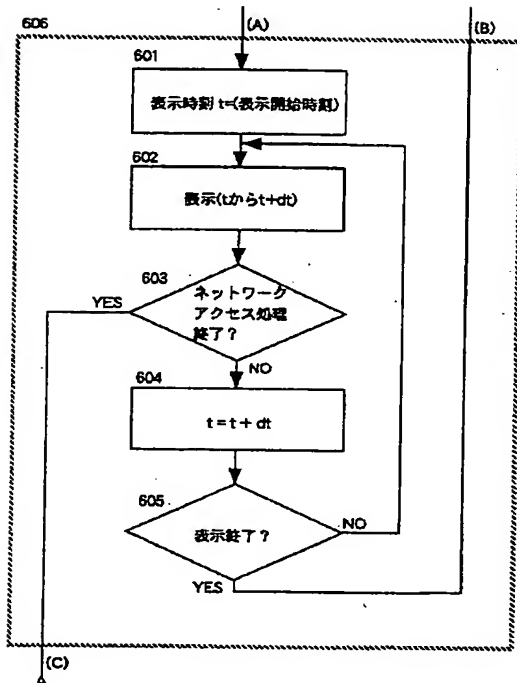 606
(A)
(B)
601
表示時刻 t=(表示開始時刻)
602
表示(tからt+dt)
603
YES
ネットワーク
アクセス処理
終了?
NO
604
t = t + dt
605
表示終了?
NO
YES
(C)